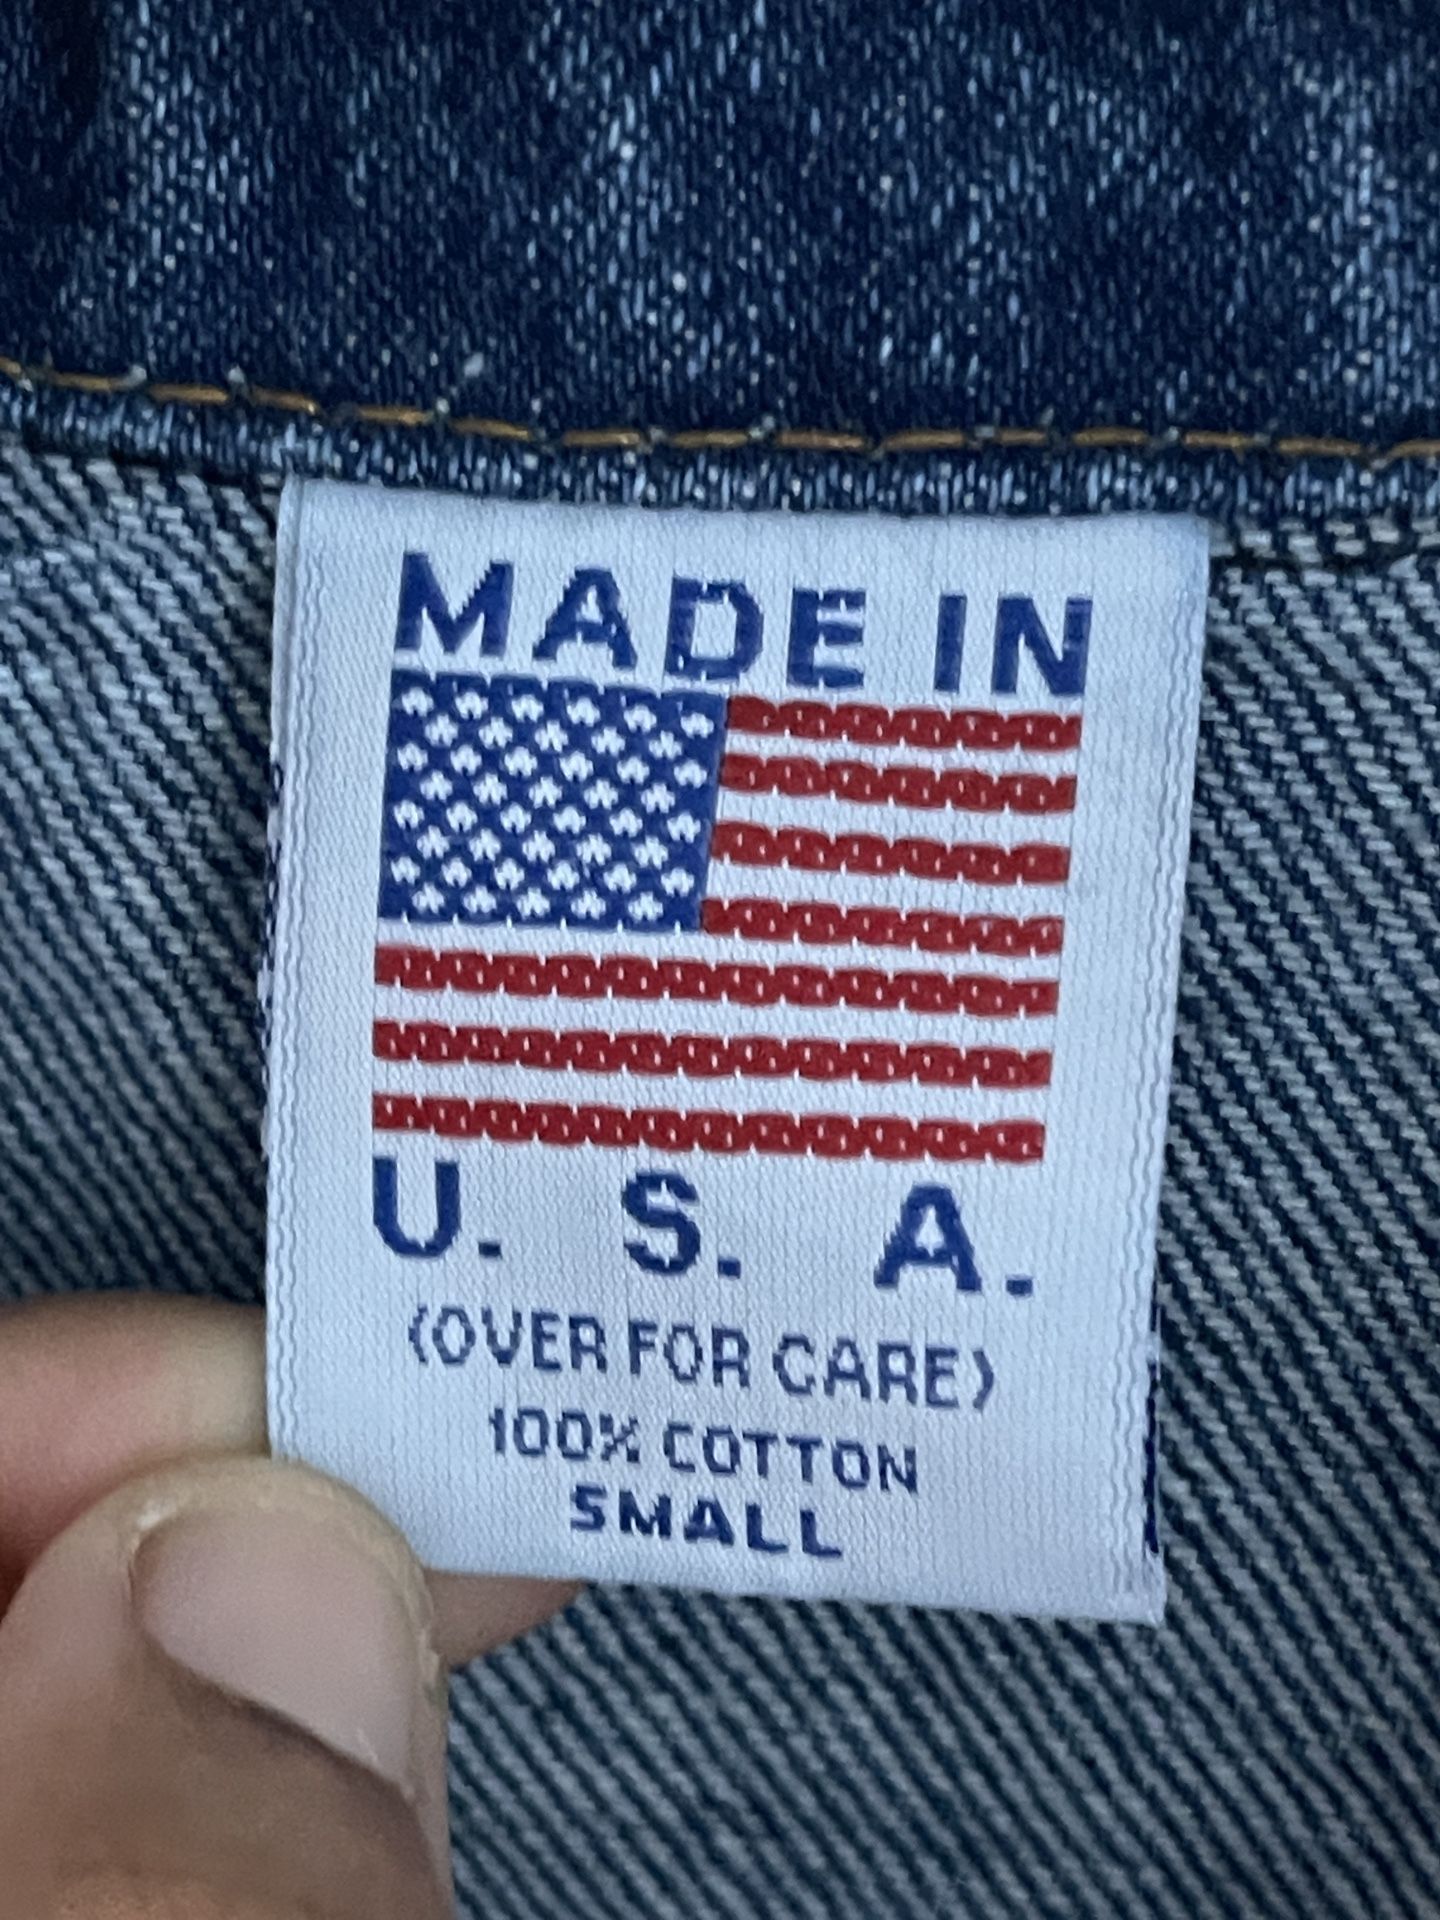 MADE IN
U. S. A.
(OVER FOR CARE)
100% COTTON
SMALL